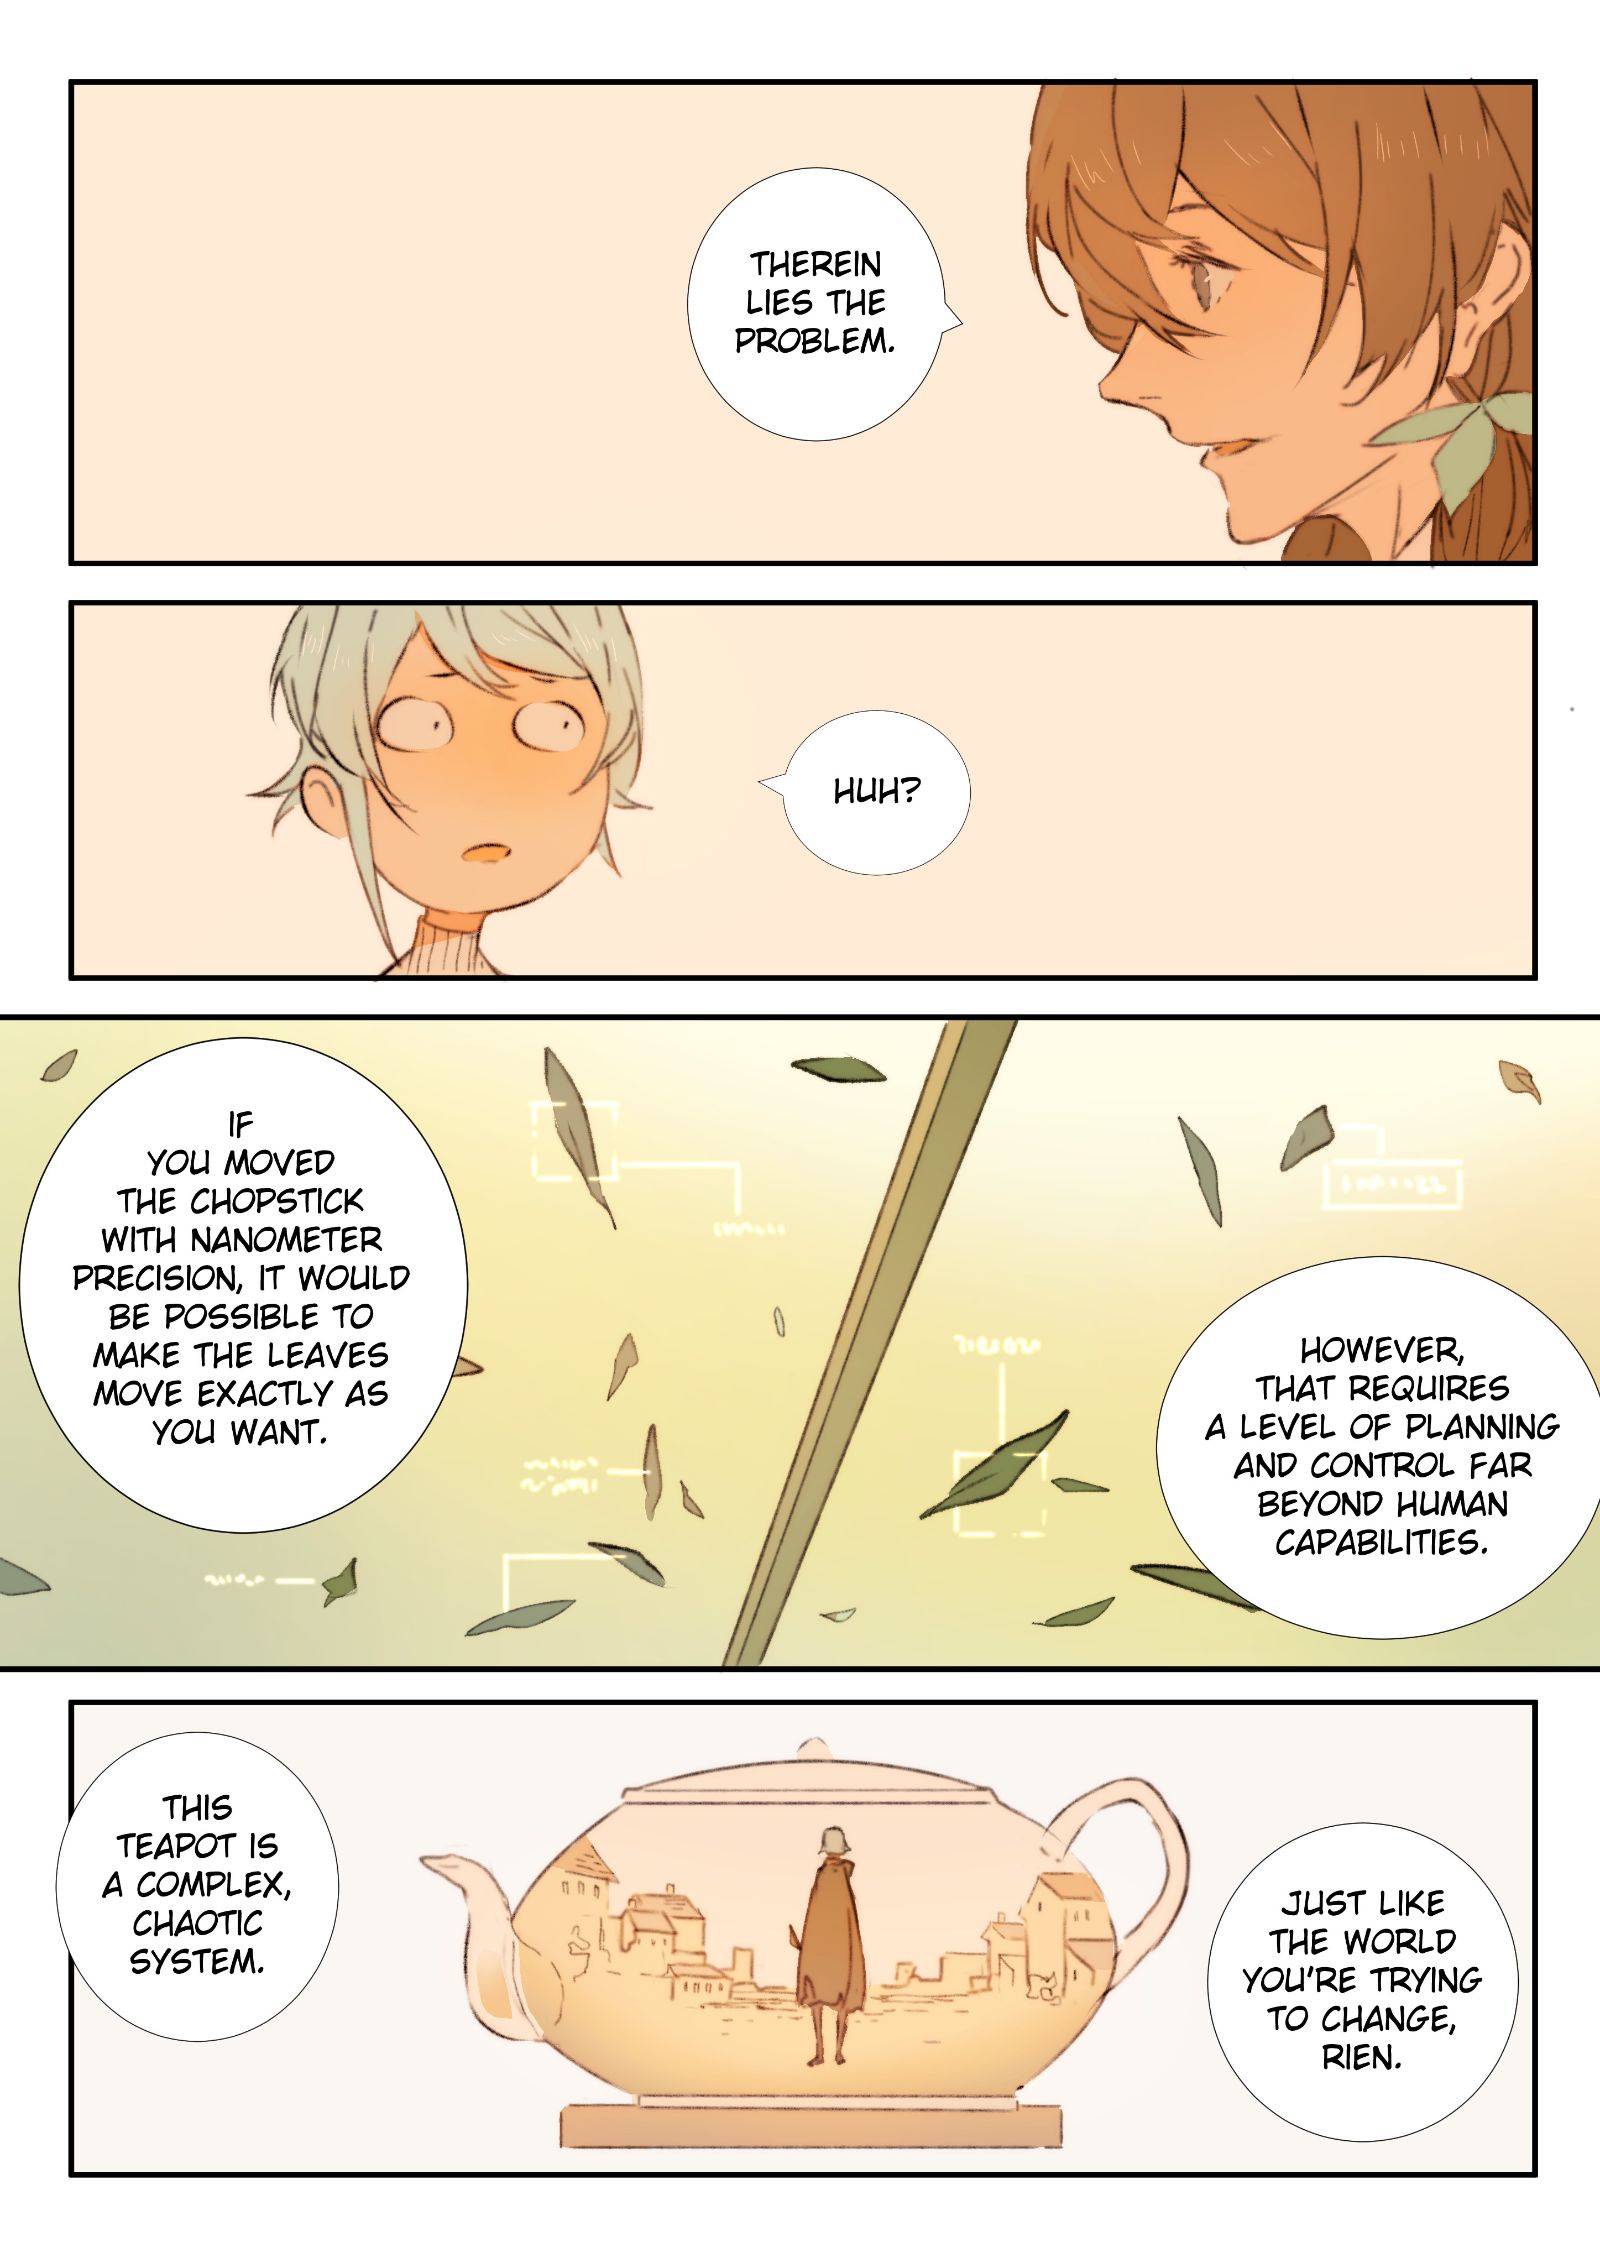 THEREIN
LIES THE
PROBLEM.
HUH?
IF
YOU MOVED
THE CHOPSTICK
WITH NANOMETER
PRECISION, IT WOULD
BE POSSIBLE TO
MAKE THE LEAVES
MOVE EXACTLY AS
YOU WANT.
HOWEVER,
THAT REQUIRES
A LEVEL OF PLANNING
AND CONTROL FAR
BEYOND HUMAN
CAPABILITIES.
THIS
TEAPOT IS
A COMPLEX,
CHAOTIC
SYSTEM.
JUST LIKE
THE WORLD
YOU'RE TRYING
TO CHANGE,
RIEN.